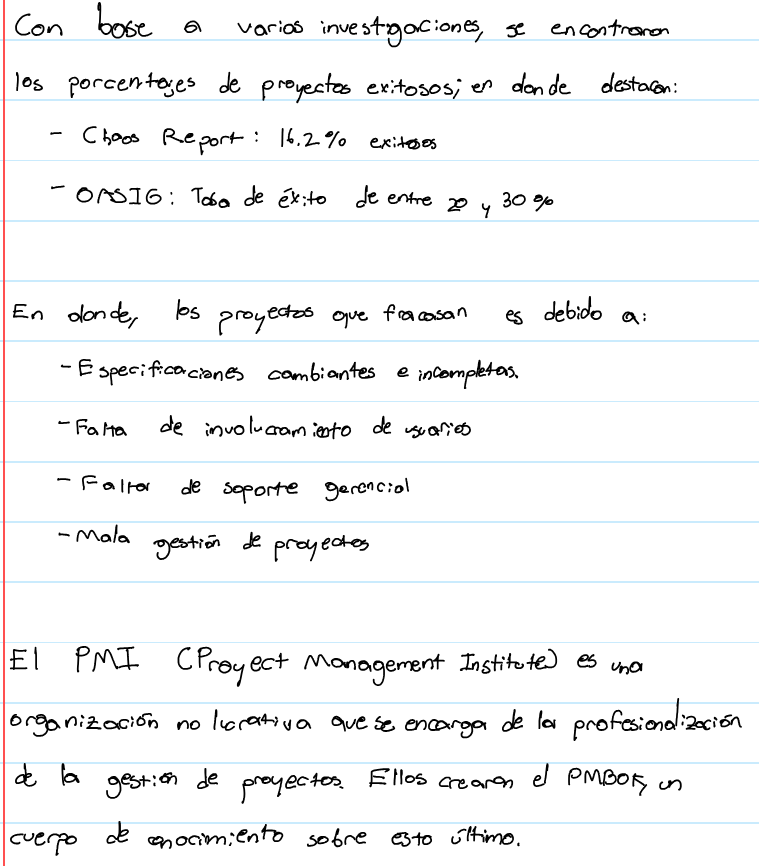 Con base a varias investigaciones, se encontraron
los porcentajes de proyectos exitosos; en donde destacan:
- Chaos Report: 16.2% exitosos
- OASIG: Tasa de éxito de entre 20 y 30%
En donde, los proyectos que fracasan es debido a:
- Especificaciones cambiantes e incompletas.
- Falta de involucramiento de usuarios
- Falta de soporte gerencial
- Mala gestión de proyectos
El PMI (Proyect Management Institute) es una
organización no lucrativa que se encarga de la profesionalización
de la gestión de proyectos. Ellos crearon el PMBOK, un
cuerpo de conocimiento sobre esto último.